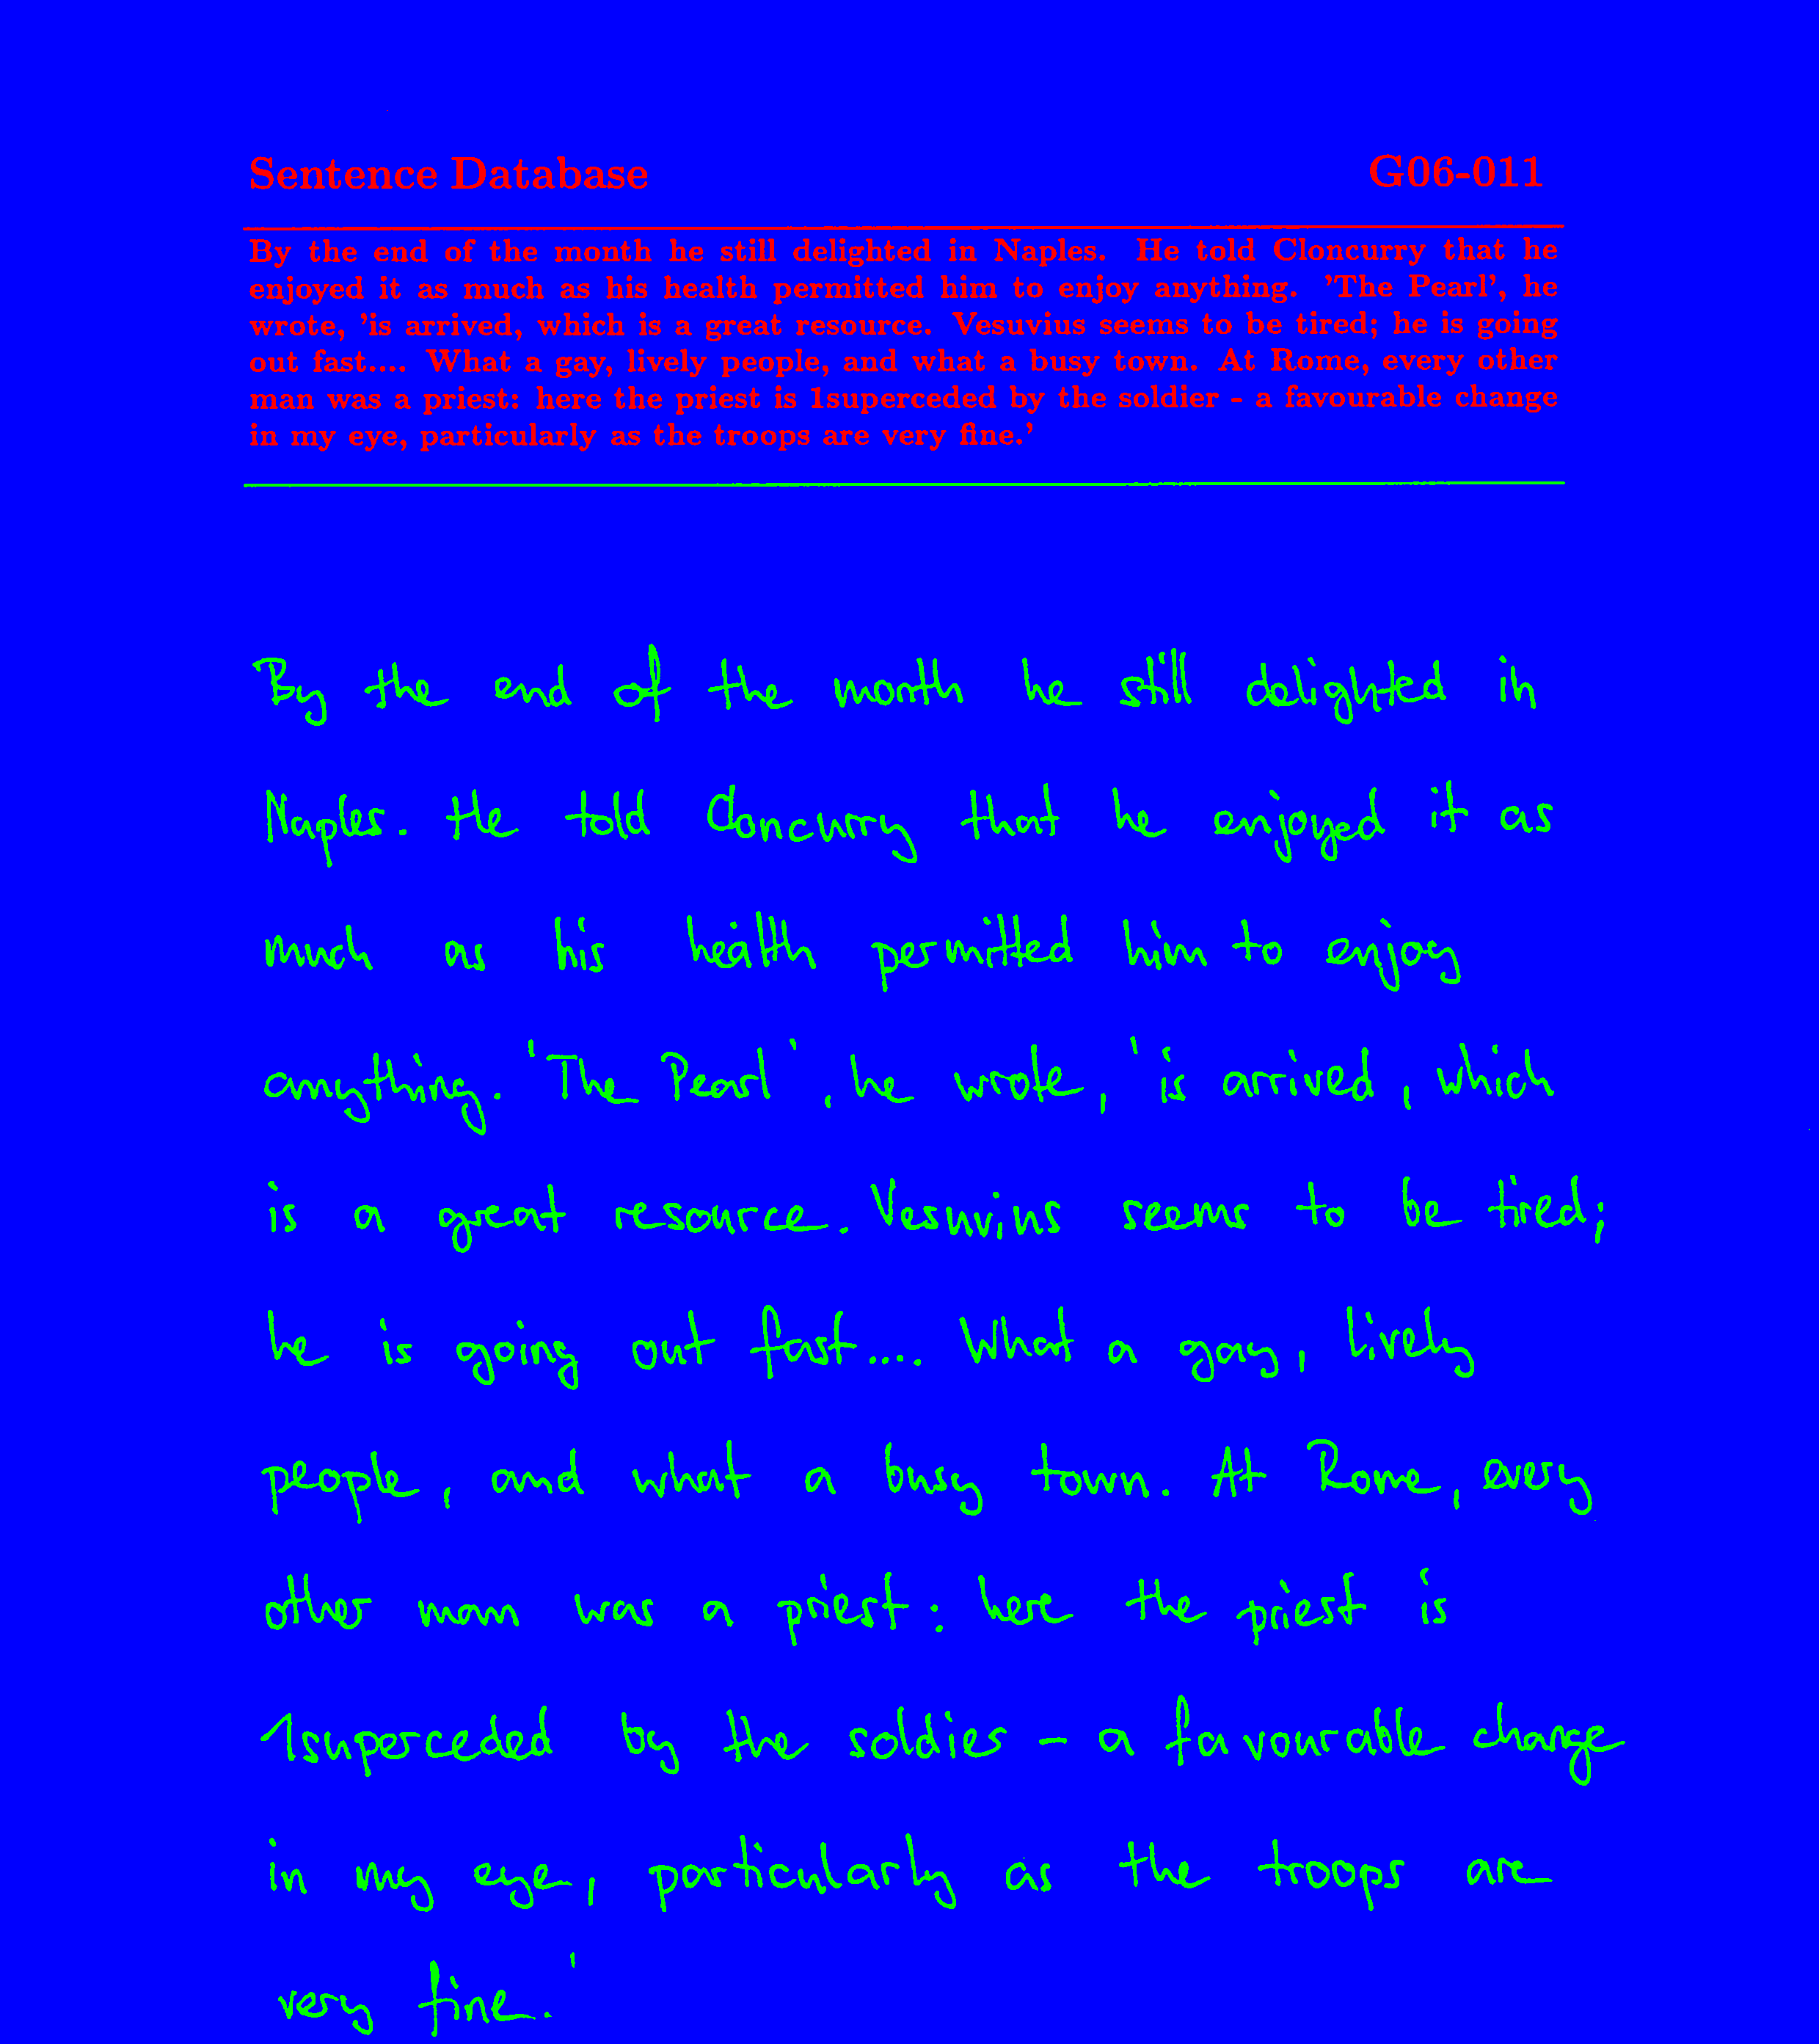 Sentence Database G06-011
By the end of the month he still delighted in Naples. He told Cloncurry that he
enjoyed it as much as his health permitted him to enjoy anything. 'The Pearl', he
wrote, 'is arrived, which is a great resource. Vesuvius seems to be tired; he is going
out fast.... What a gay, lively people, and what a busy town. At Rome, every other
man was a priest: here the priest is 1superceded by the soldier - a favourable change
in my eye, particularly as the troops are very fine.'
By the end of the month he still delighted in
Naples. He told Cloncurry that he enjoyed it as
much as his health permitted him to enjoy
anything. 'The Pearl', he wrote, 'is arrived, which
is a great resource. Vesuvius seems to be tired;
he is going out fast.... What a gay, lively
people, and what a busy town. At Rome, every
other man was a priest: here the priest is
1superceded by the soldier - a favourable change
in my eye, particularly as the troops are
very fine.'